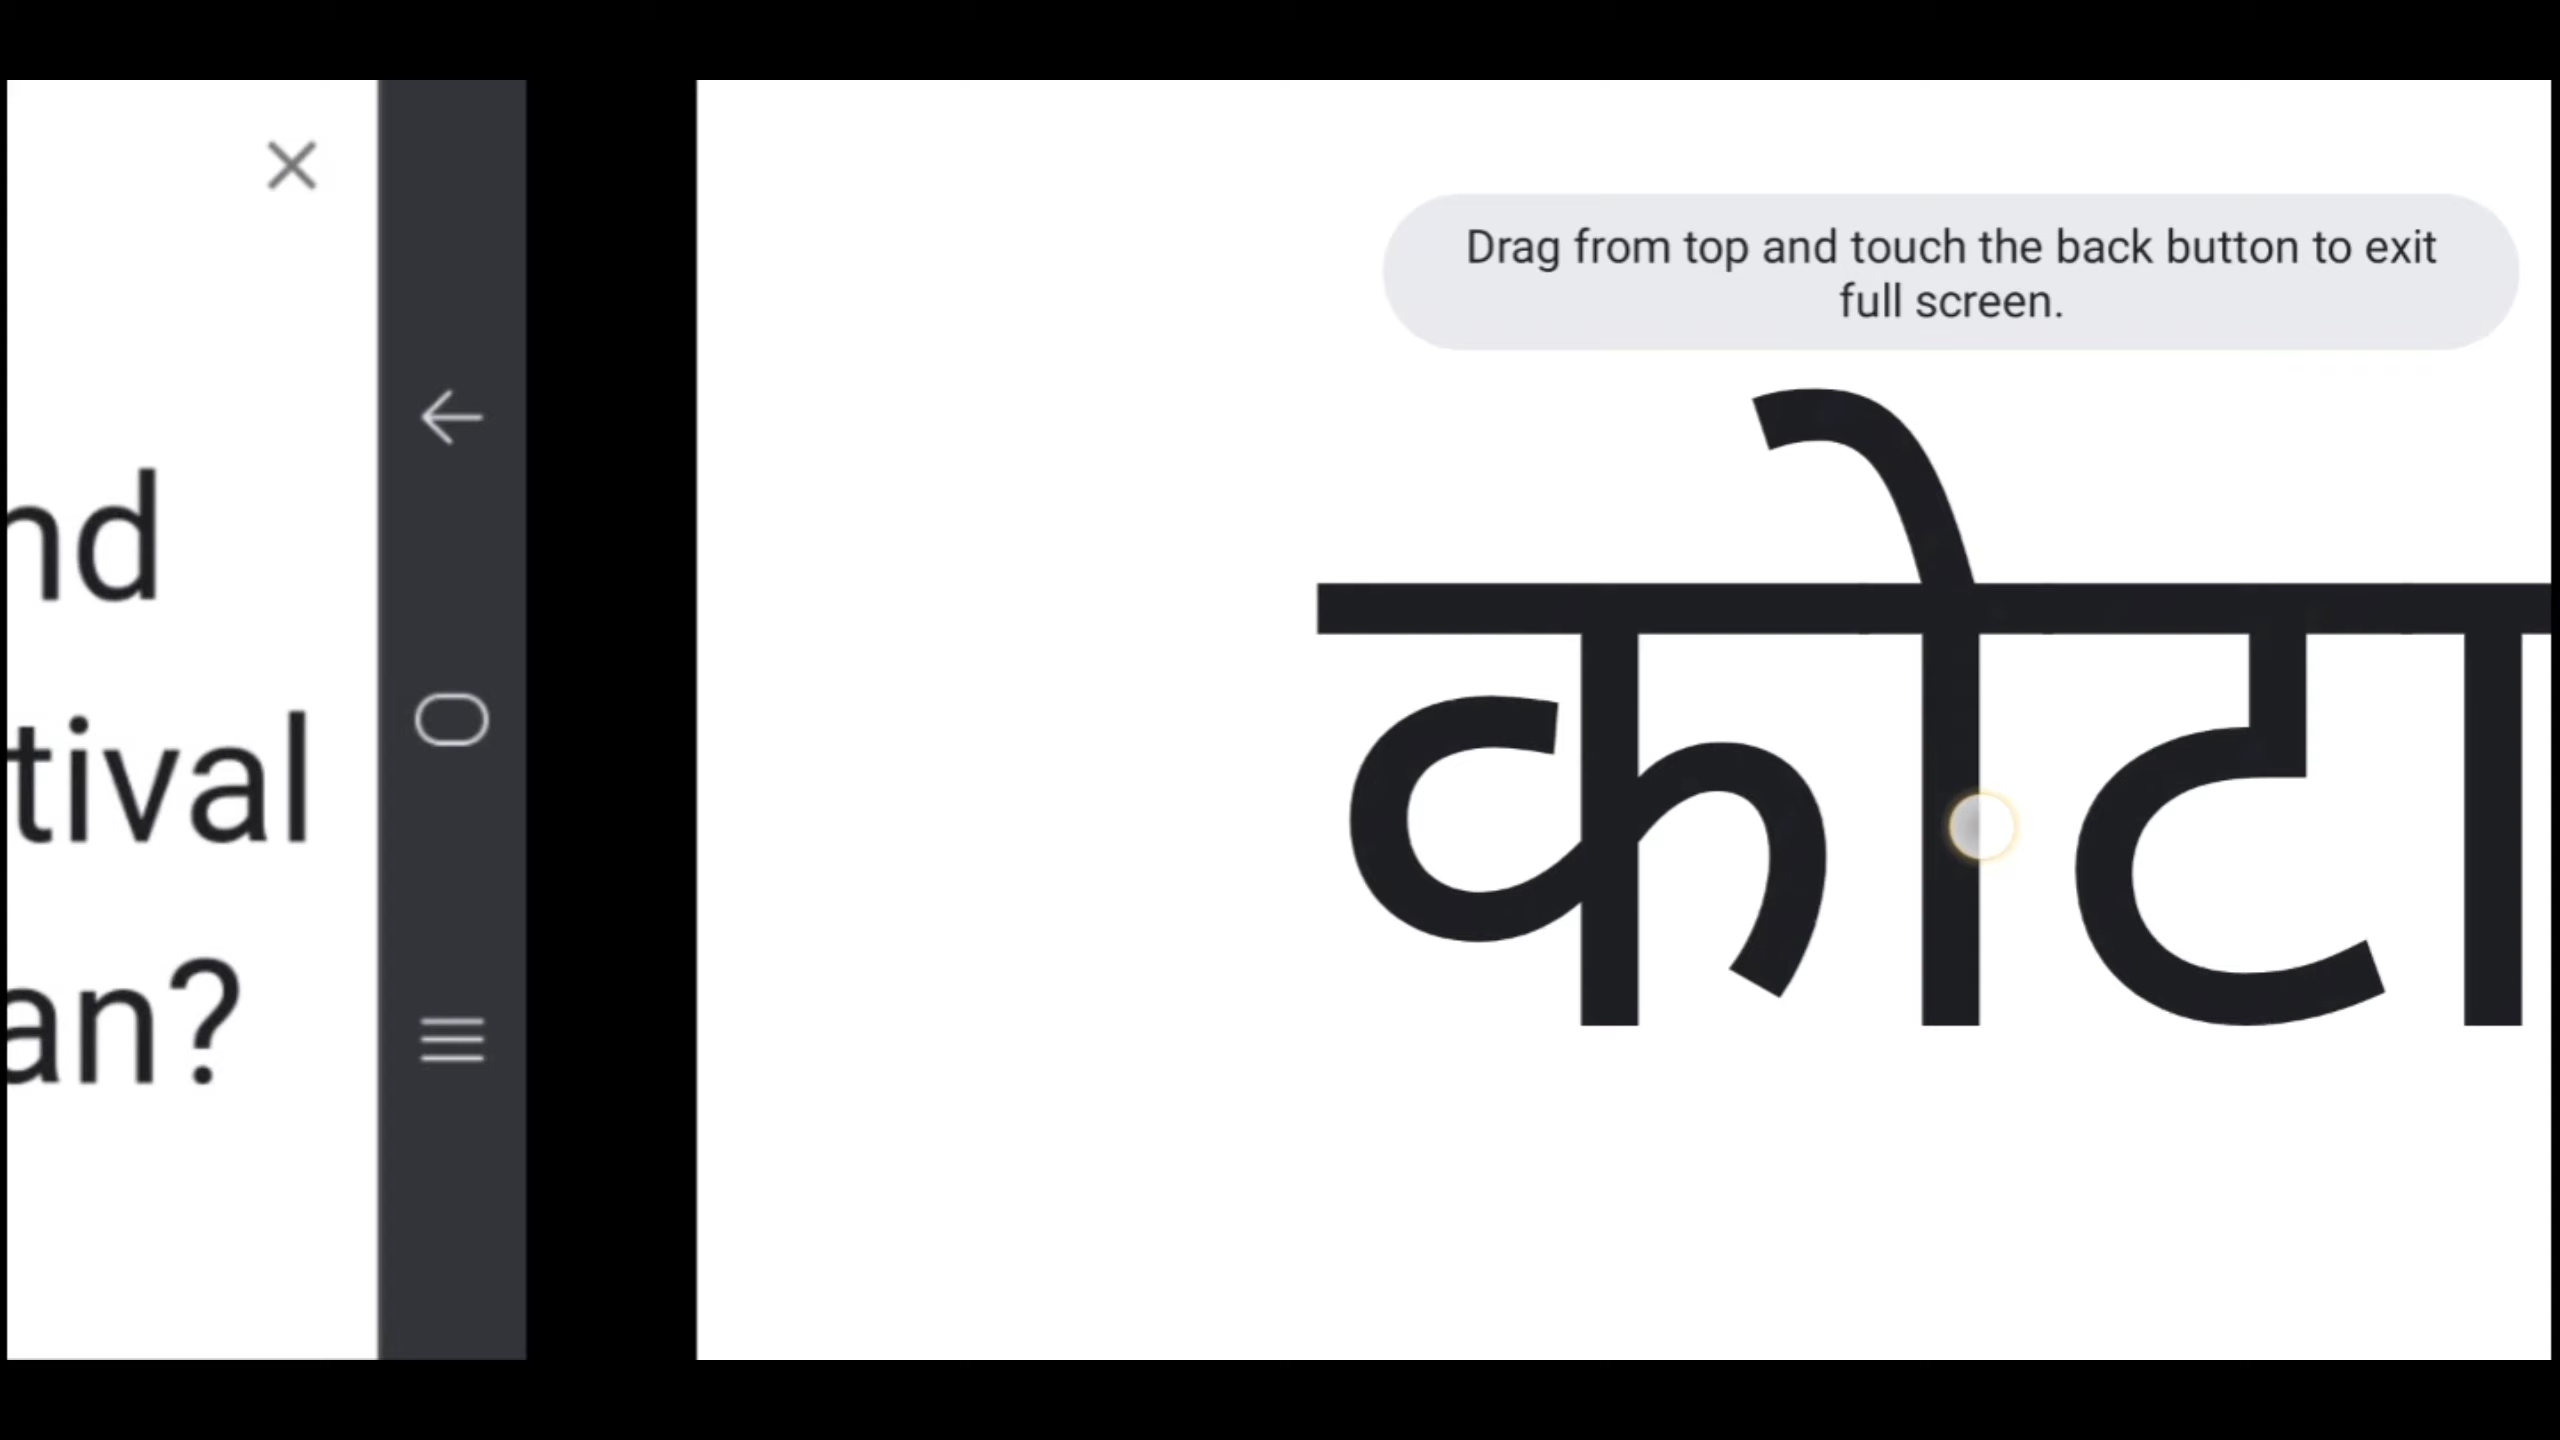 nd
tival
an?
Drag from top and touch the back button to exit
full screen.
कोटा